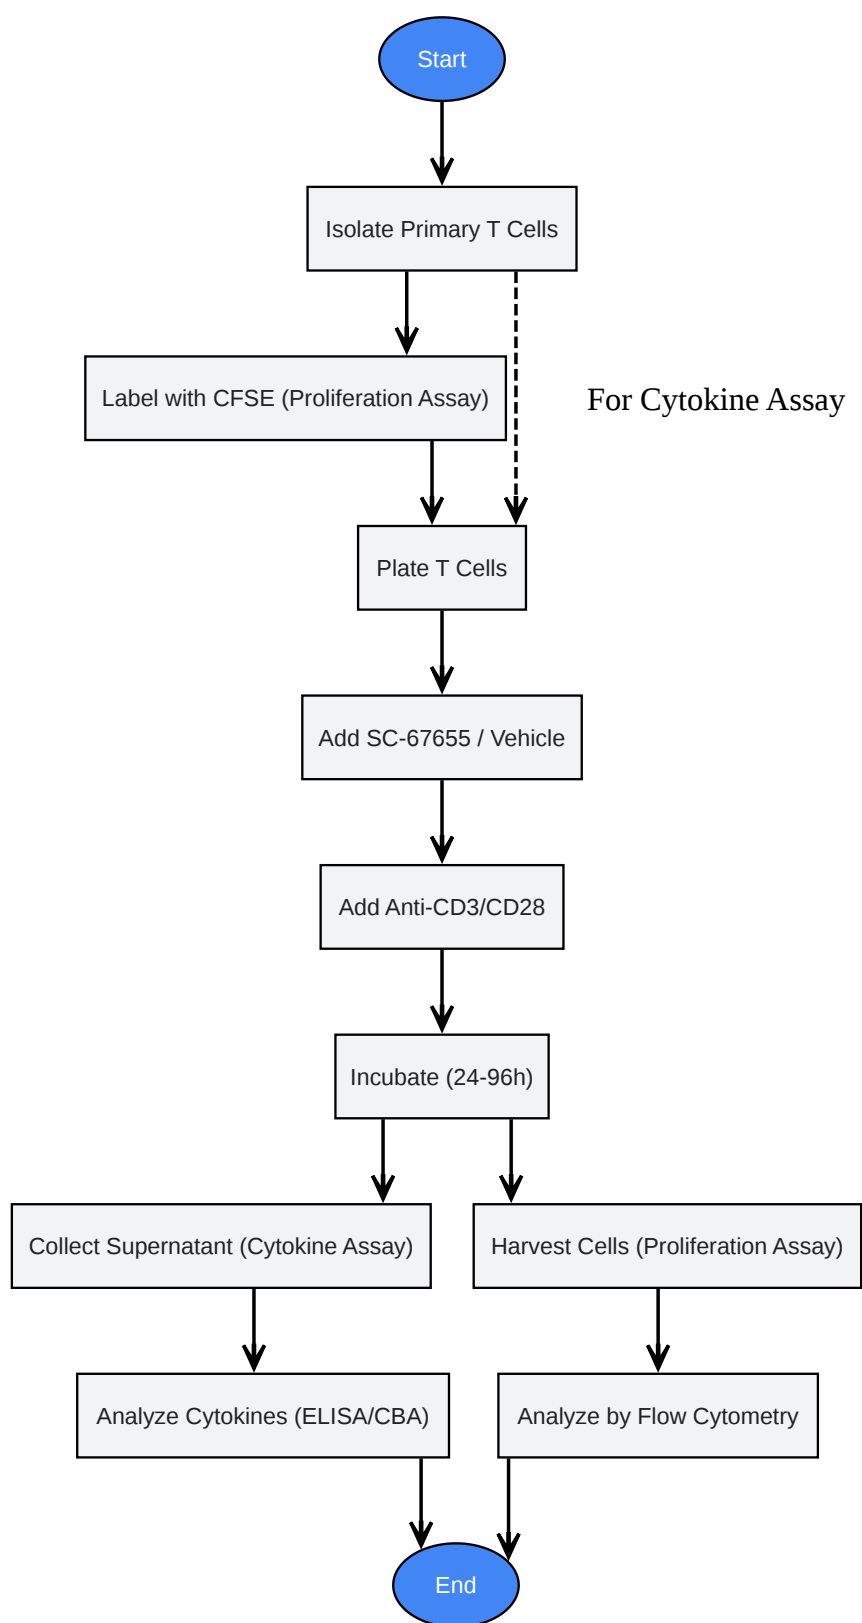 Start
Isolate Primary T Cells
Label with CFSE (Proliferation Assay)
For Cytokine Assay
Plate T Cells
Add SC-67655 / Vehicle
Add Anti-CD3/CD28
Incubate (24-96h)
Collect Supernatant (Cytokine Assay)
Harvest Cells (Proliferation Assay)
Analyze Cytokines (ELISA/CBA)
Analyze by Flow Cytometry
End